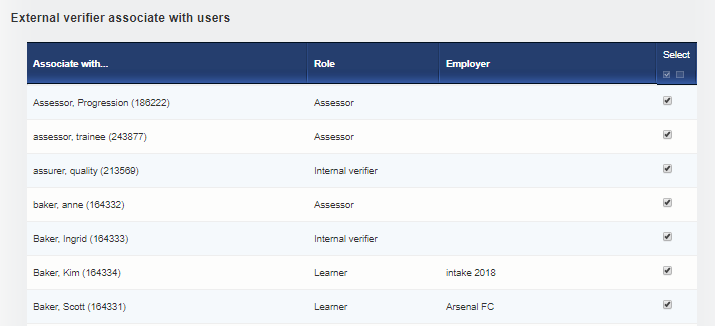 External verifier associate with users
Associate with... Role Employer Select
Assessor, Progression (186222) Assessor
assessor, trainee (243877) Assessor
assurer, quality (213569) Internal verifier
baker, anne (164332) Assessor
Baker, Ingrid (164333) Internal verifier
Baker, Kim (164334) Learner intake 2018
Baker, Scott (164331) Learner Arsenal FC